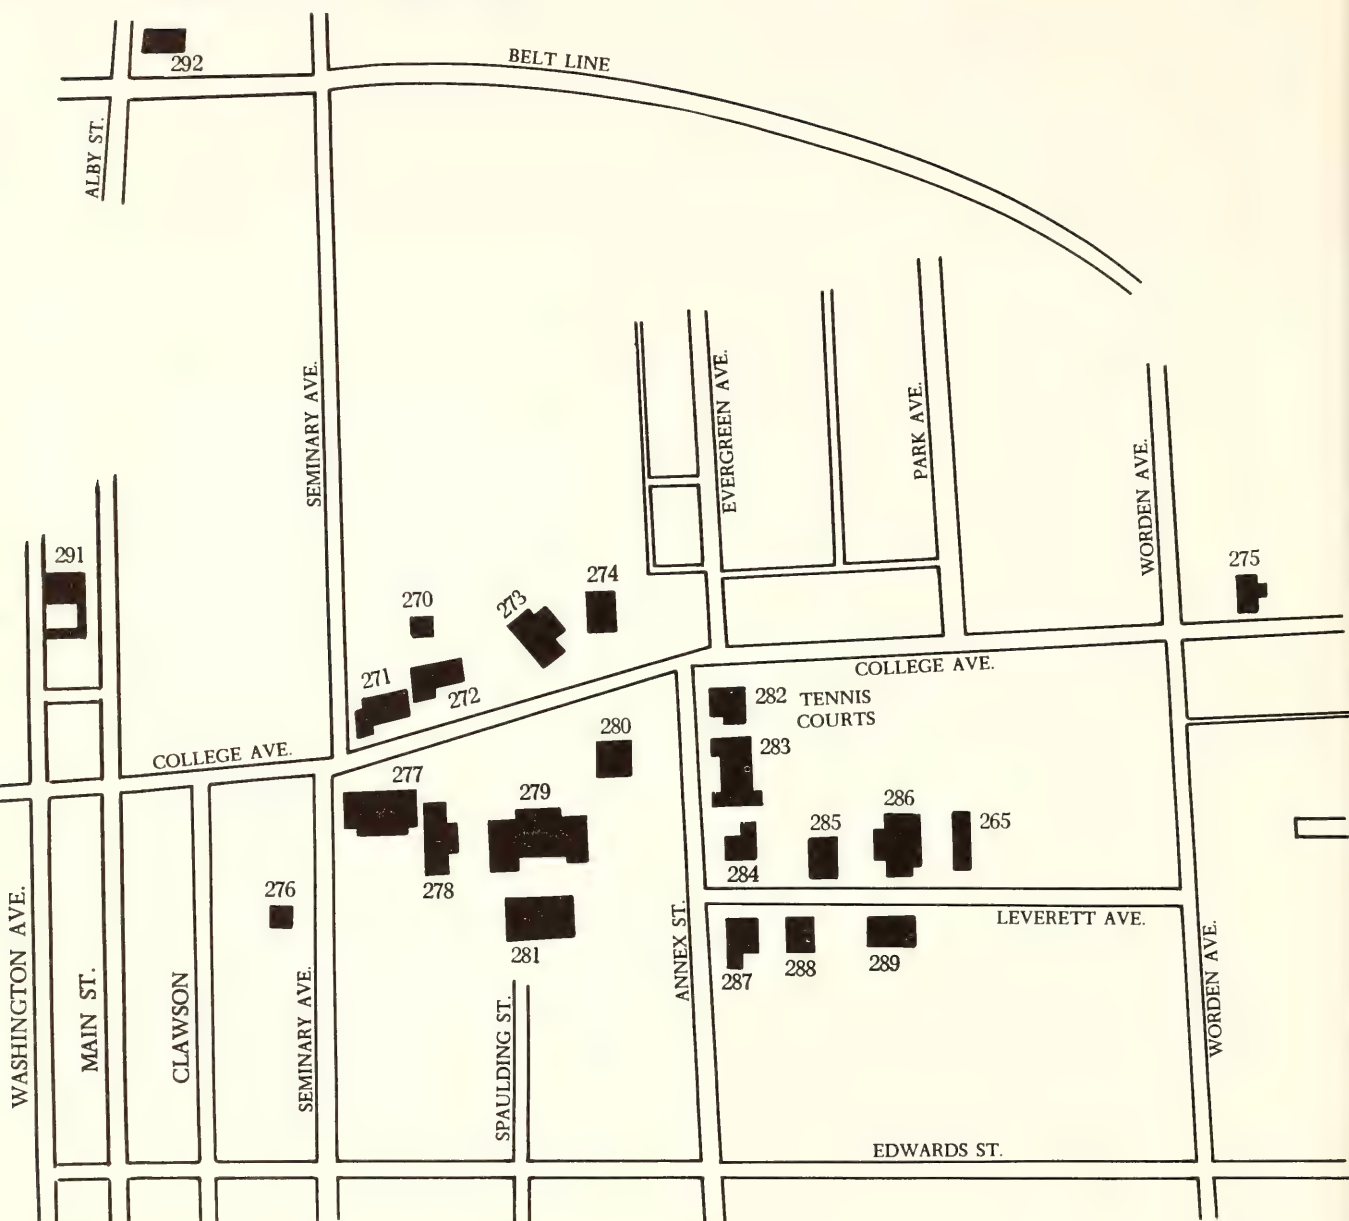 BELT LINE
292
ALBY ST.
SEMINARY AVE.
EVERGREEN AVE.
PARK AVE.
WORDEN AVE.
291
270
273
274
275
271
272
COLLEGE AVE.
282
TENNIS
COURTS
280
283
COLLEGE AVE.
277
279
286
285
265
278
284
276
281
LEVERETT AVE.
287
288
289
WASHINGTON AVE.
MAIN ST.
CLAWSON
SEMINARY AVE.
SPAULDING ST.
ANNEX ST.
WORDEN AVE.
EDWARDS ST.